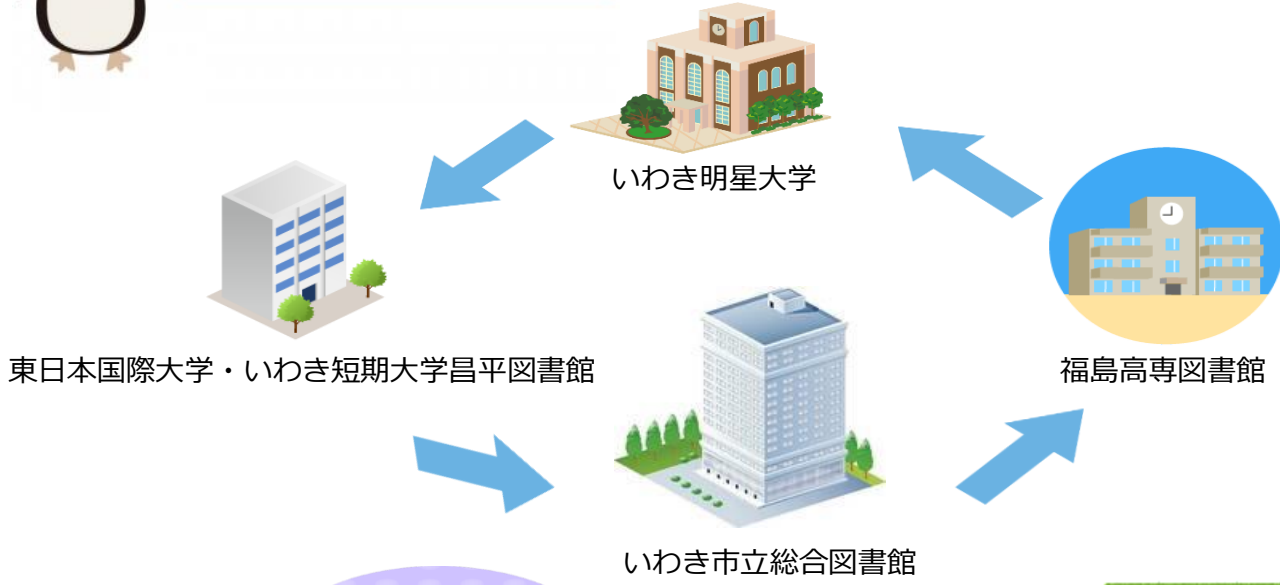 いわき明星大学
東日本国際大学・いわき短期大学昌平図書館
福島高専図書館
いわき市立総合図書館